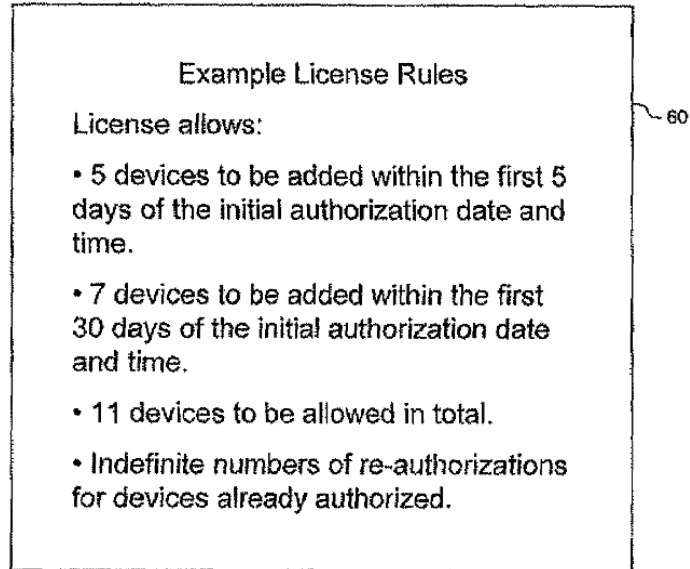 Example License Rules
License allows:
60
• 5 devices to be added within the first 5
days of the initial authorization date and
time.
• 7 devices to be added within the first
30 days of the initial authorization date
and time.
• 11 devices to be allowed in total.
• Indefinite numbers of re-authorizations
for devices already authorized.